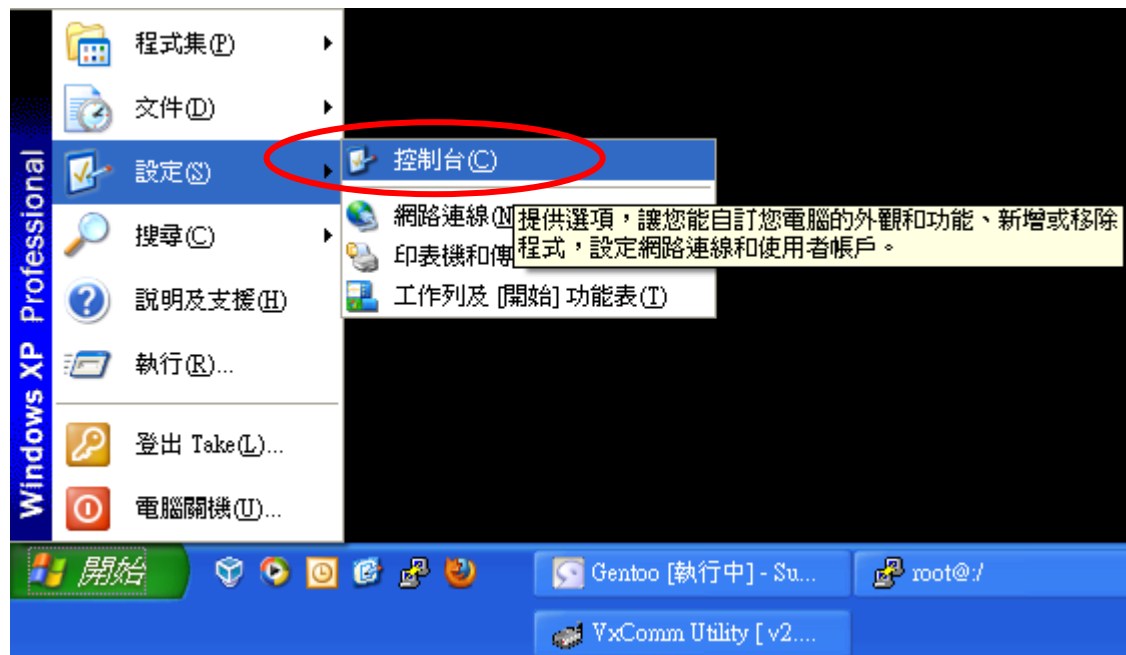 Windows XP Professional
程式集(P)
文件(D)
設定(S)
搜尋(C)
說明及支援(H)
執行(R)...
登出 Take(L)...
電腦關機(U)...
控制台(C)
網路連線(N
印表機和傳
工作列及 [開始] 功能表(T)
提供選項，讓您能自訂您電腦的外觀和功能、新增或移除
程式，設定網路連線和使用者帳戶。
開始
Gentoo [執行中] - Su...
root@:/
VxComm Utility [ v2....